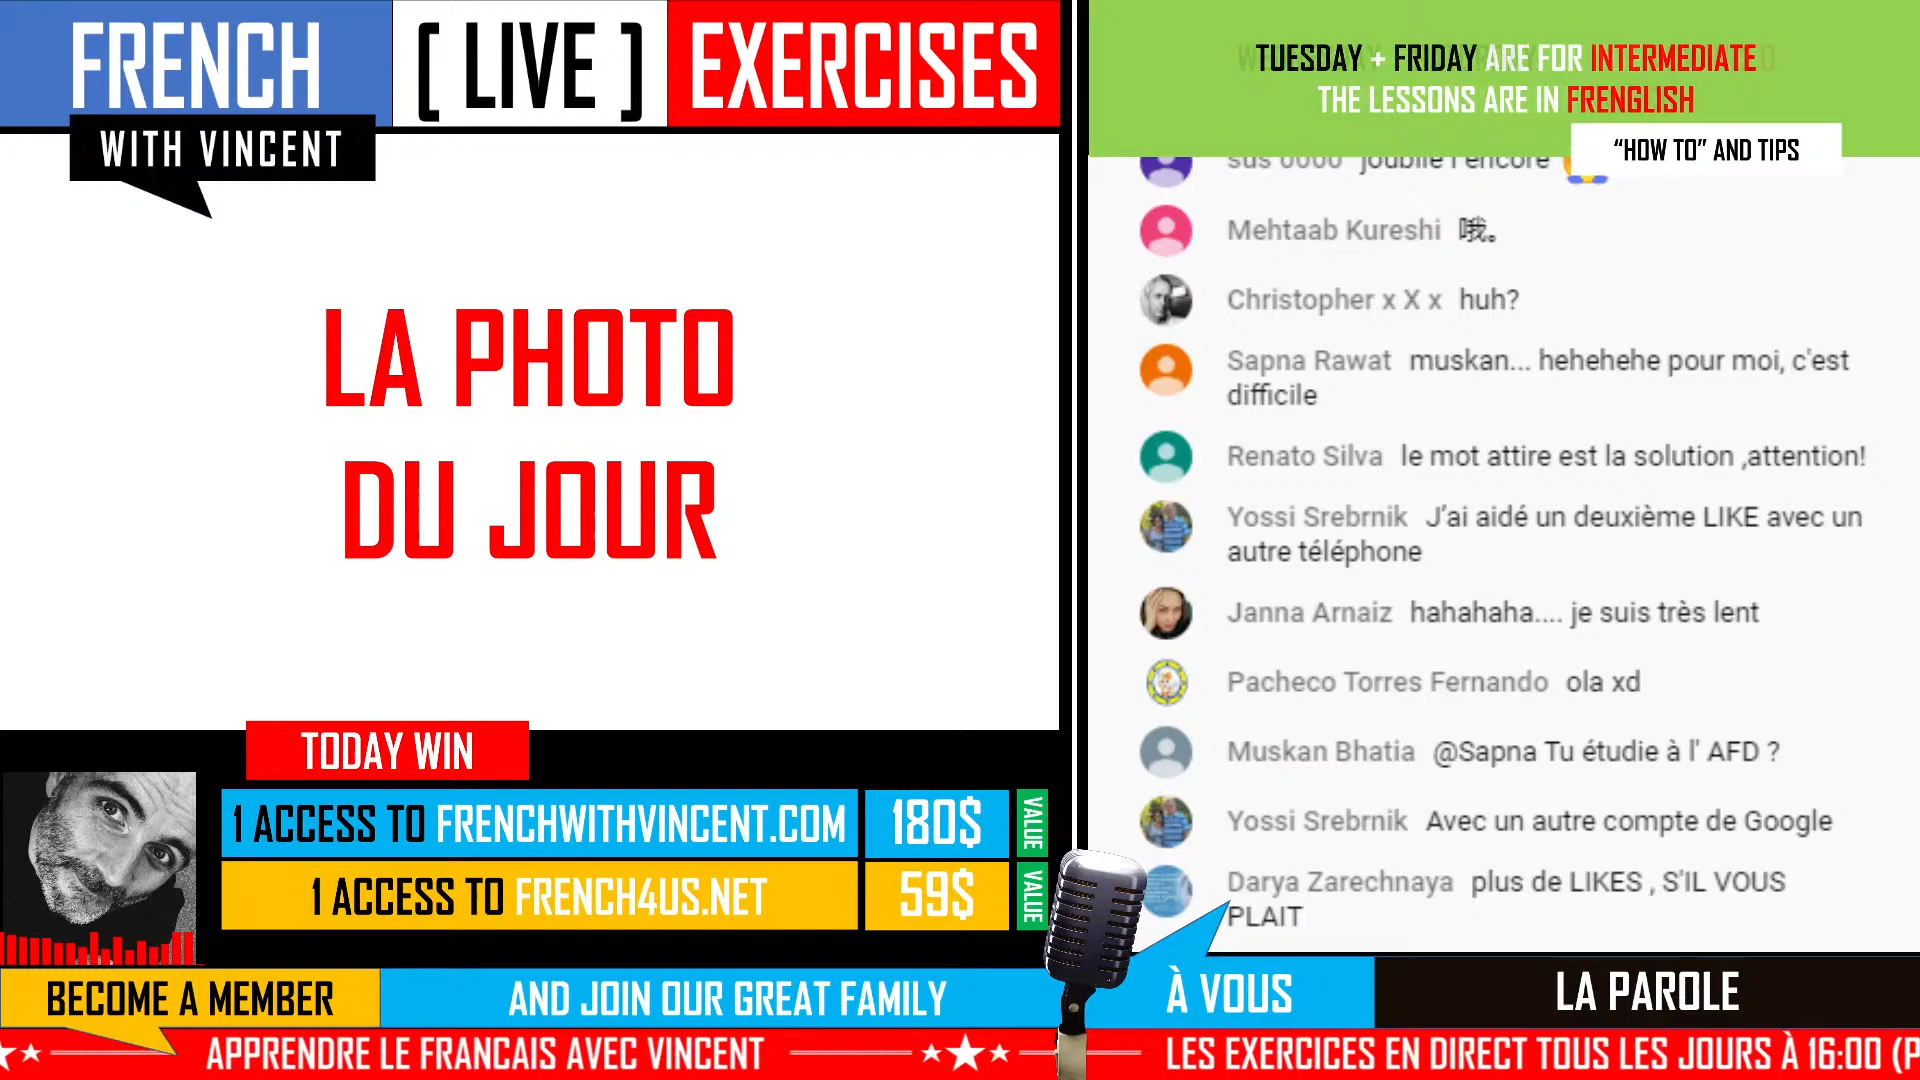 FRENCH
[ LIVE ]
EXERCISES
WITH VINCENT
LA PHOTO
DU JOUR
TODAY WIN
1 ACCESS TO FRENCHWITHVINCENT.COM
180$
VALUE
1 ACCESS TO FRENCH4US.NET
59$
VALUE
BECOME A MEMBER
AND JOIN OUR GREAT FAMILY
TUESDAY + FRIDAY ARE FOR INTERMEDIATE
THE LESSONS ARE IN FRENGLISH
“HOW TO” AND TIPS
sus 0000 joublie l'encore
Mehtaab Kureshi 哦。
Christopher x X x huh?
Sapna Rawat muskan... hehehehe pour moi, c'est
difficile
Renato Silva le mot attire est la solution ,attention!
Yossi Srebrnik J’ai aidé un deuxième LIKE avec un
autre téléphone
Janna Arnaiz hahahaha.... je suis très lent
Pacheco Torres Fernando ola xd
Muskan Bhatia @Sapna Tu étudie à l' AFD ?
Yossi Srebrnik Avec un autre compte de Google
Darya Zarechnaya plus de LIKES , S'IL VOUS
PLAIT
À VOUS
LA PAROLE
APPRENDRE LE FRANCAIS AVEC VINCENT
LES EXERCICES EN DIRECT TOUS LES JOURS À 16:00 (P